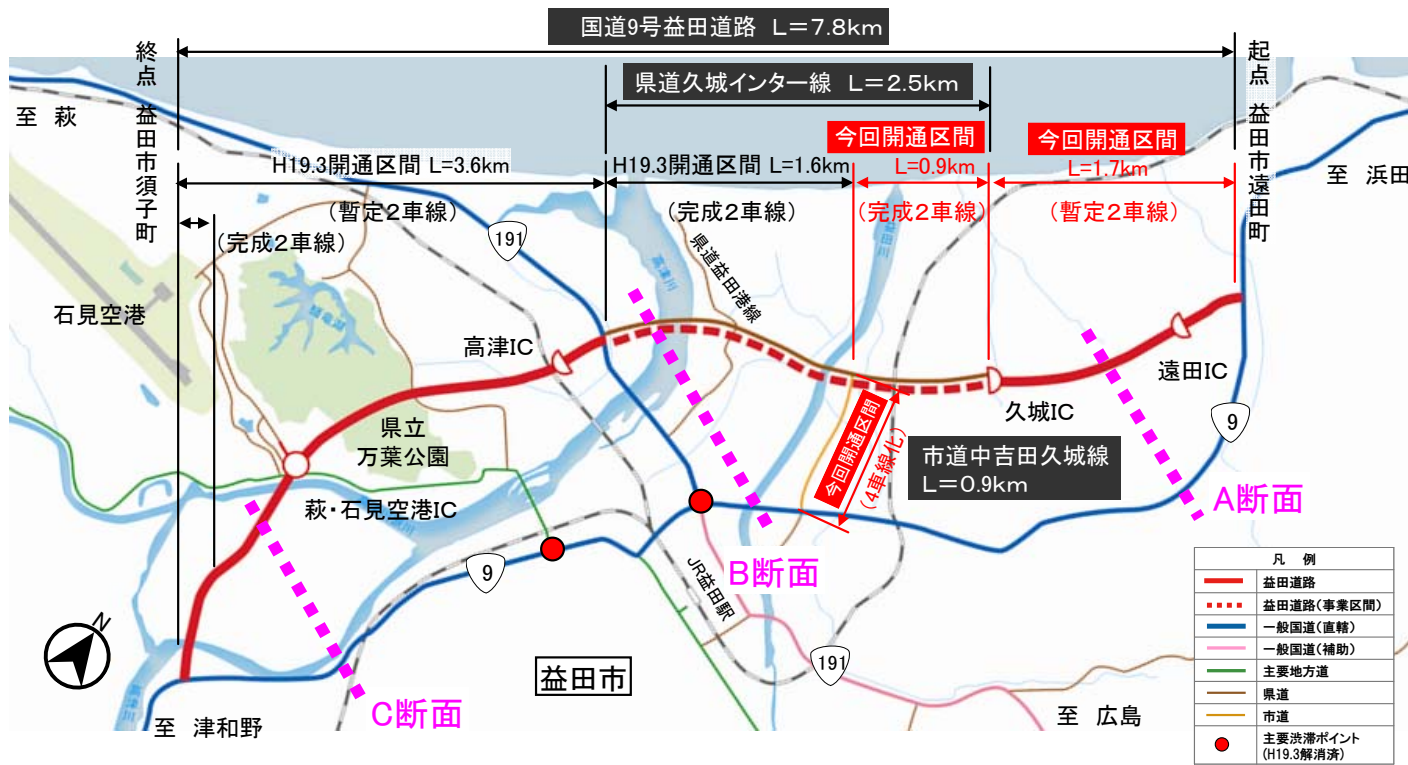 国道9号益田道路 L=7.8km
県道久城インター線 L=2.5km
終点 益田市須子町
起点 益田市遠田町
至 萩
至 浜田
今回開通区間
今回開通区間
H19.3開通区間 L=3.6km
H19.3開通区間 L=1.6km
L=0.9km
L=1.7km
(暫定2車線)
(完成2車線)
(完成2車線)
(暫定2車線)
(完成2車線)
191
石見空港
高津川
県道益田港線
高津IC
遠田IC
久城IC
9
県立
万葉公園
今回開通区間
(4車線化)
市道中吉田久城線
L=0.9km
萩・石見空港IC
A断面
B断面
C断面
9
JR益田駅
191
N
益田市
至 津和野
至 広島
凡 例
益田道路
益田道路(事業区間)
一般国道(直轄)
一般国道(補助)
主要地方道
県道
市道
主要渋滞ポイント
(H19.3解消済)